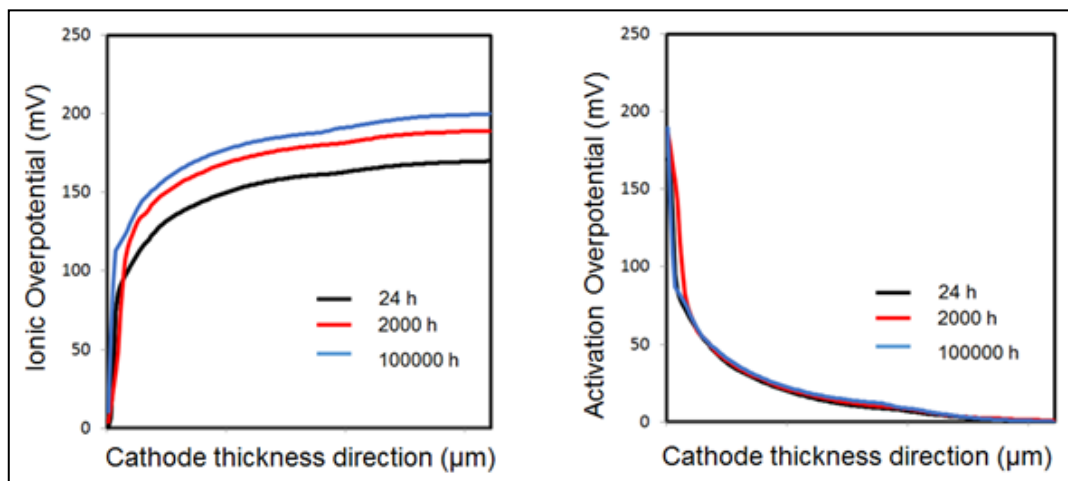 250
200
150
100
50
0
Ionic Overpotential (mV)
24 h
2000 h
100000 h
Cathode thickness direction (µm)
250
200
150
100
50
0
Activation Overpotential (mV)
24 h
2000 h
100000 h
Cathode thickness direction (µm)